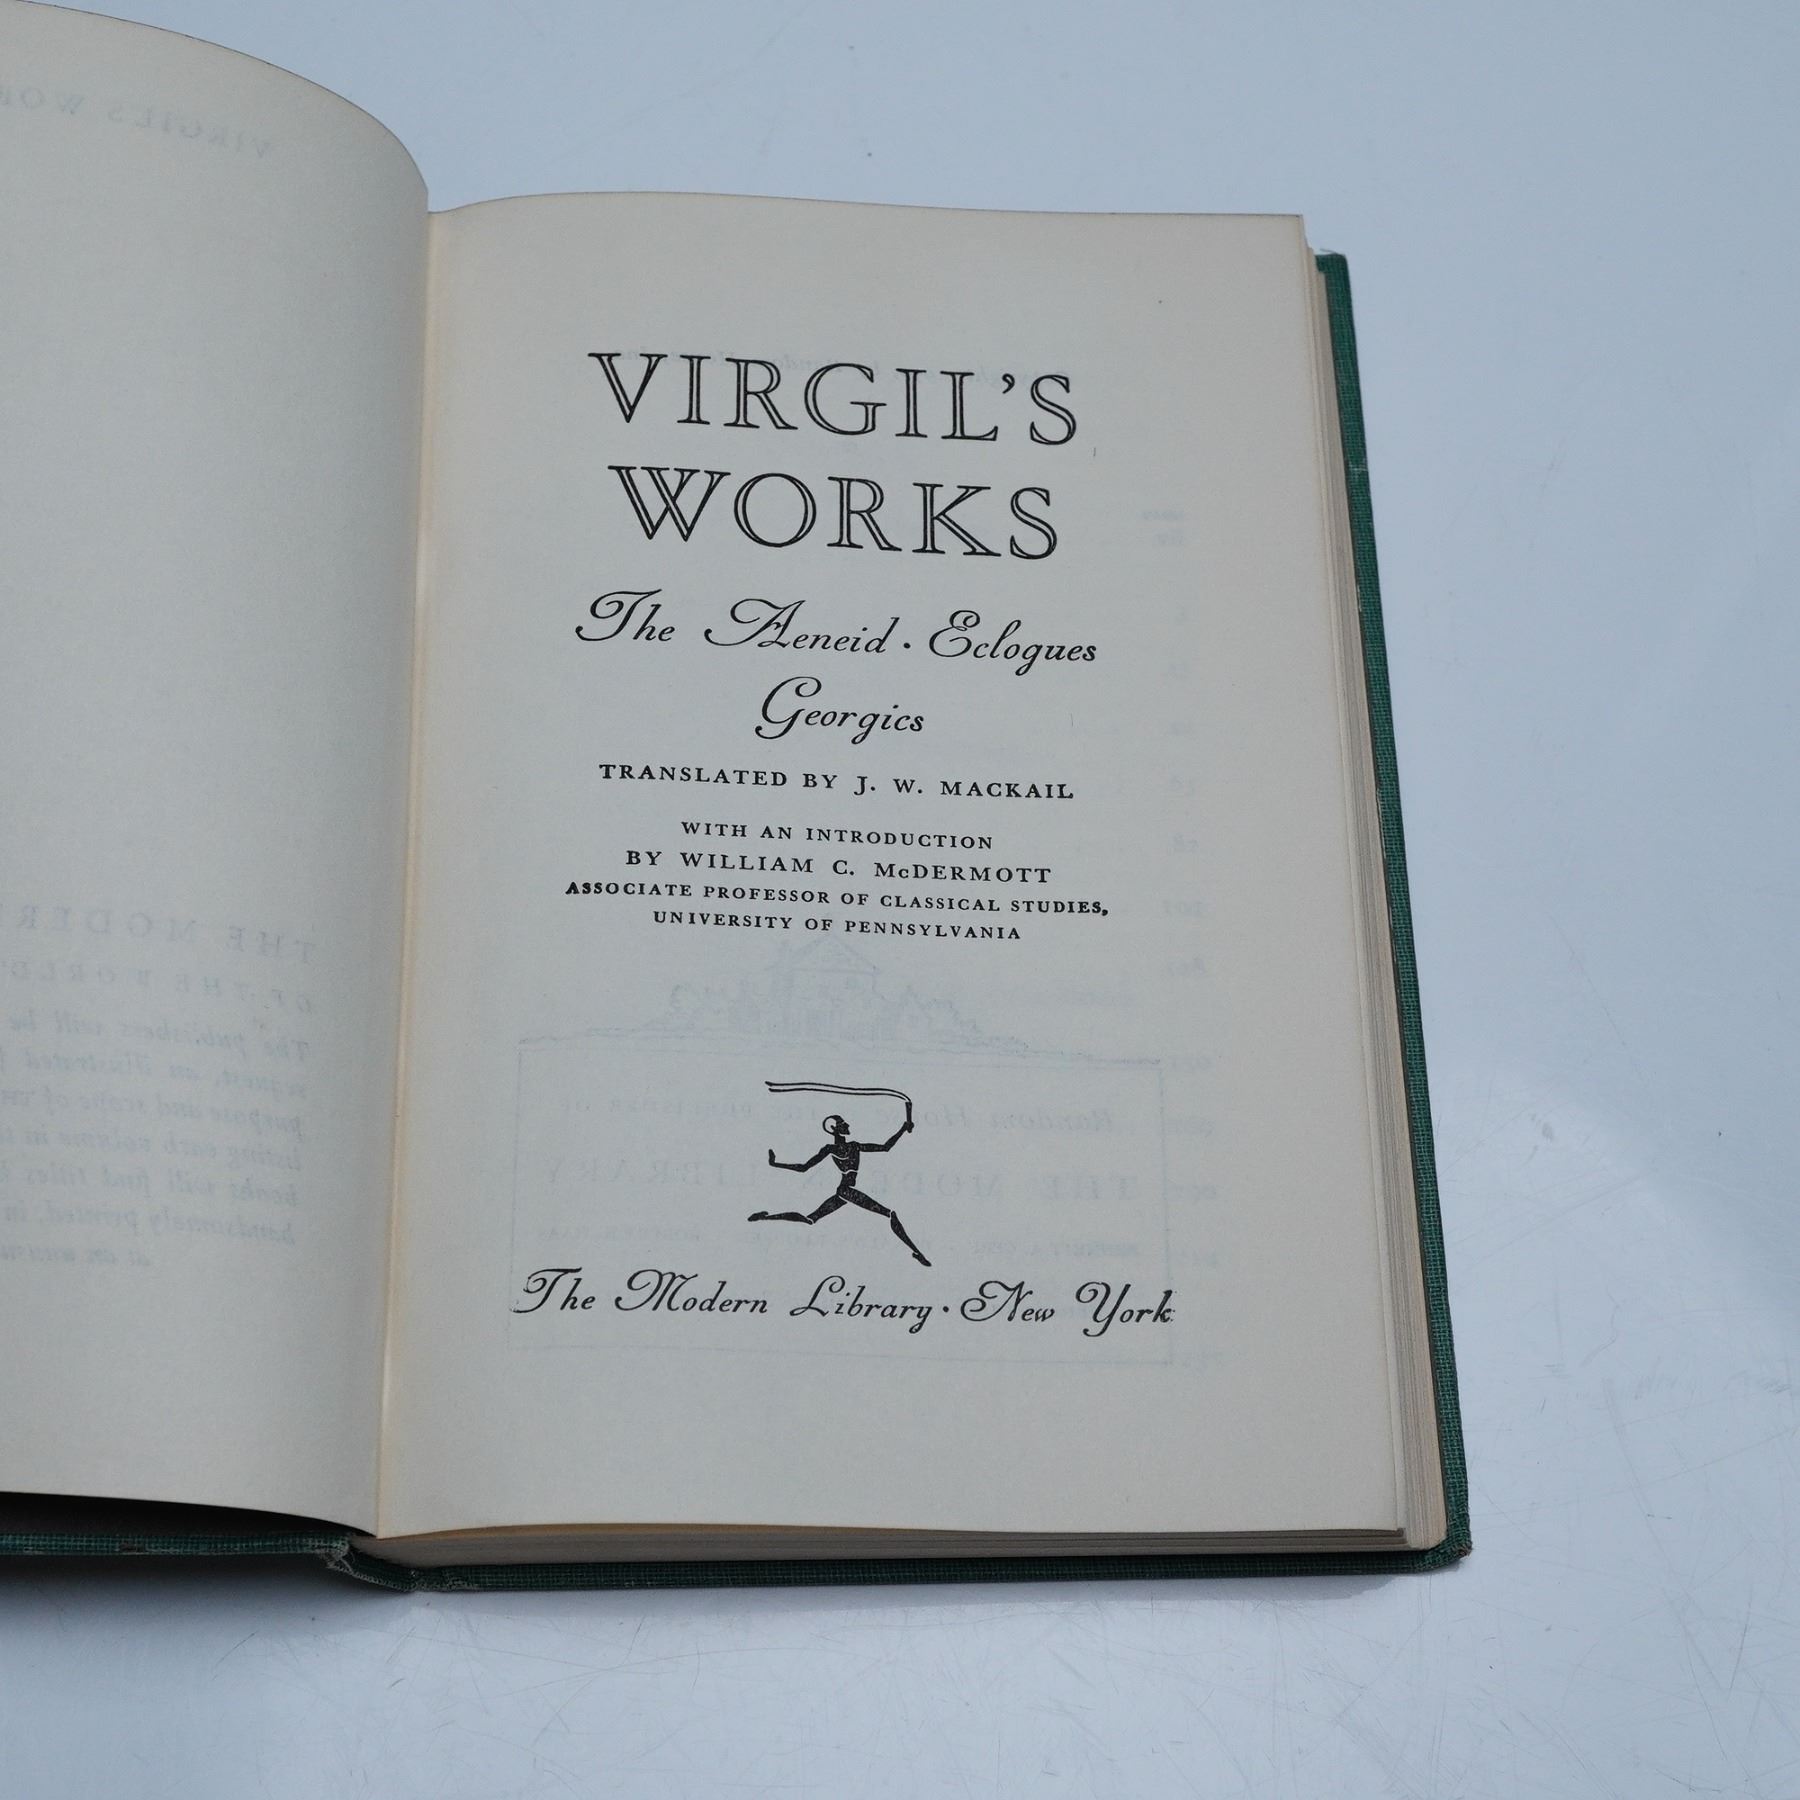 VIRGIL'S
WORKS
The Aeneid · Eclogues
Georgics
TRANSLATED BY J. W. MACKAIL
WITH AN INTRODUCTION
BY WILLIAM C. McDERMOTT
ASSOCIATE PROFESSOR OF CLASSICAL STUDIES,
UNIVERSITY OF PENNSYLVANIA
The Modern Library · New York